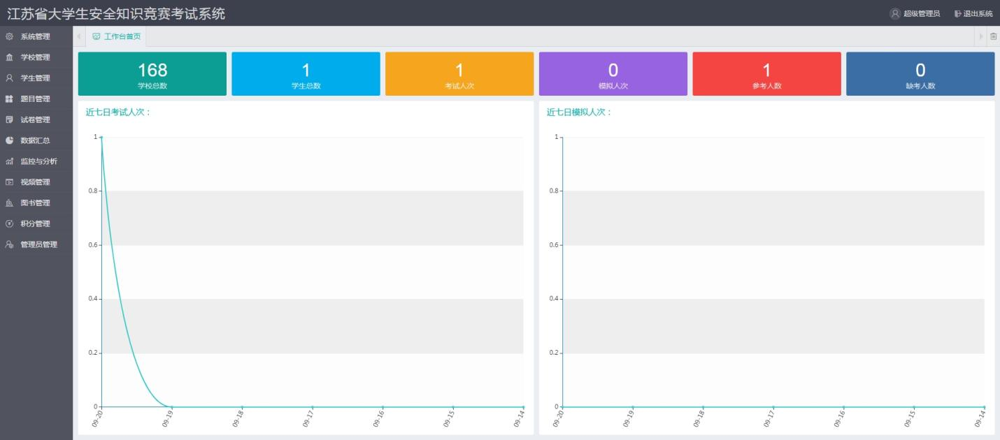 江苏省大学生安全知识竞赛考试系统
超级管理员
退出系统
系统管理
学校管理
学生管理
题目管理
试卷管理
数据汇总
监控与分析
视频管理
图书管理
积分管理
管理员管理
工作台首页
168
学校总数
1
学生总数
1
考试人次
0
模拟人次
1
参考人数
0
缺考人数
近七日考试人次：
1
0.8
0.6
0.4
0.2
0
09-20
09-19
09-18
09-17
09-16
09-15
09-14
近七日模拟人次：
1
0.8
0.6
0.4
0.2
0
09-20
09-19
09-18
09-17
09-16
09-15
09-14